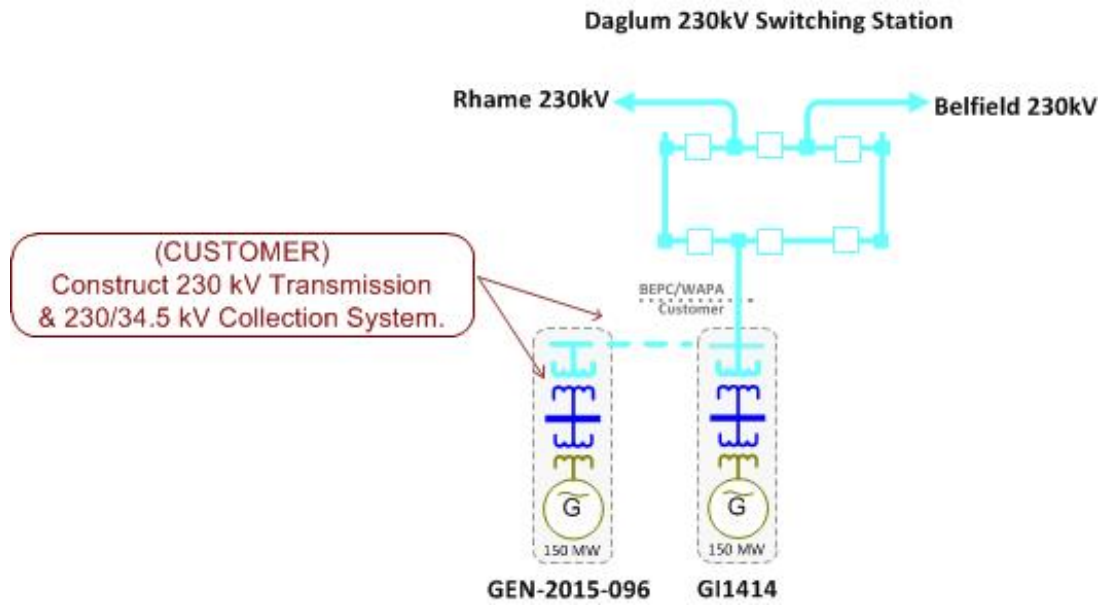 Daglum 230kV Switching Station
Rhame 230kV
Belfield 230kV
(CUSTOMER)
Construct 230 kV Transmission
& 230/34.5 kV Collection System.
BEPC/WAPA
Customer
G
G
150 MW
150 MW
GEN-2015-096
GI1414